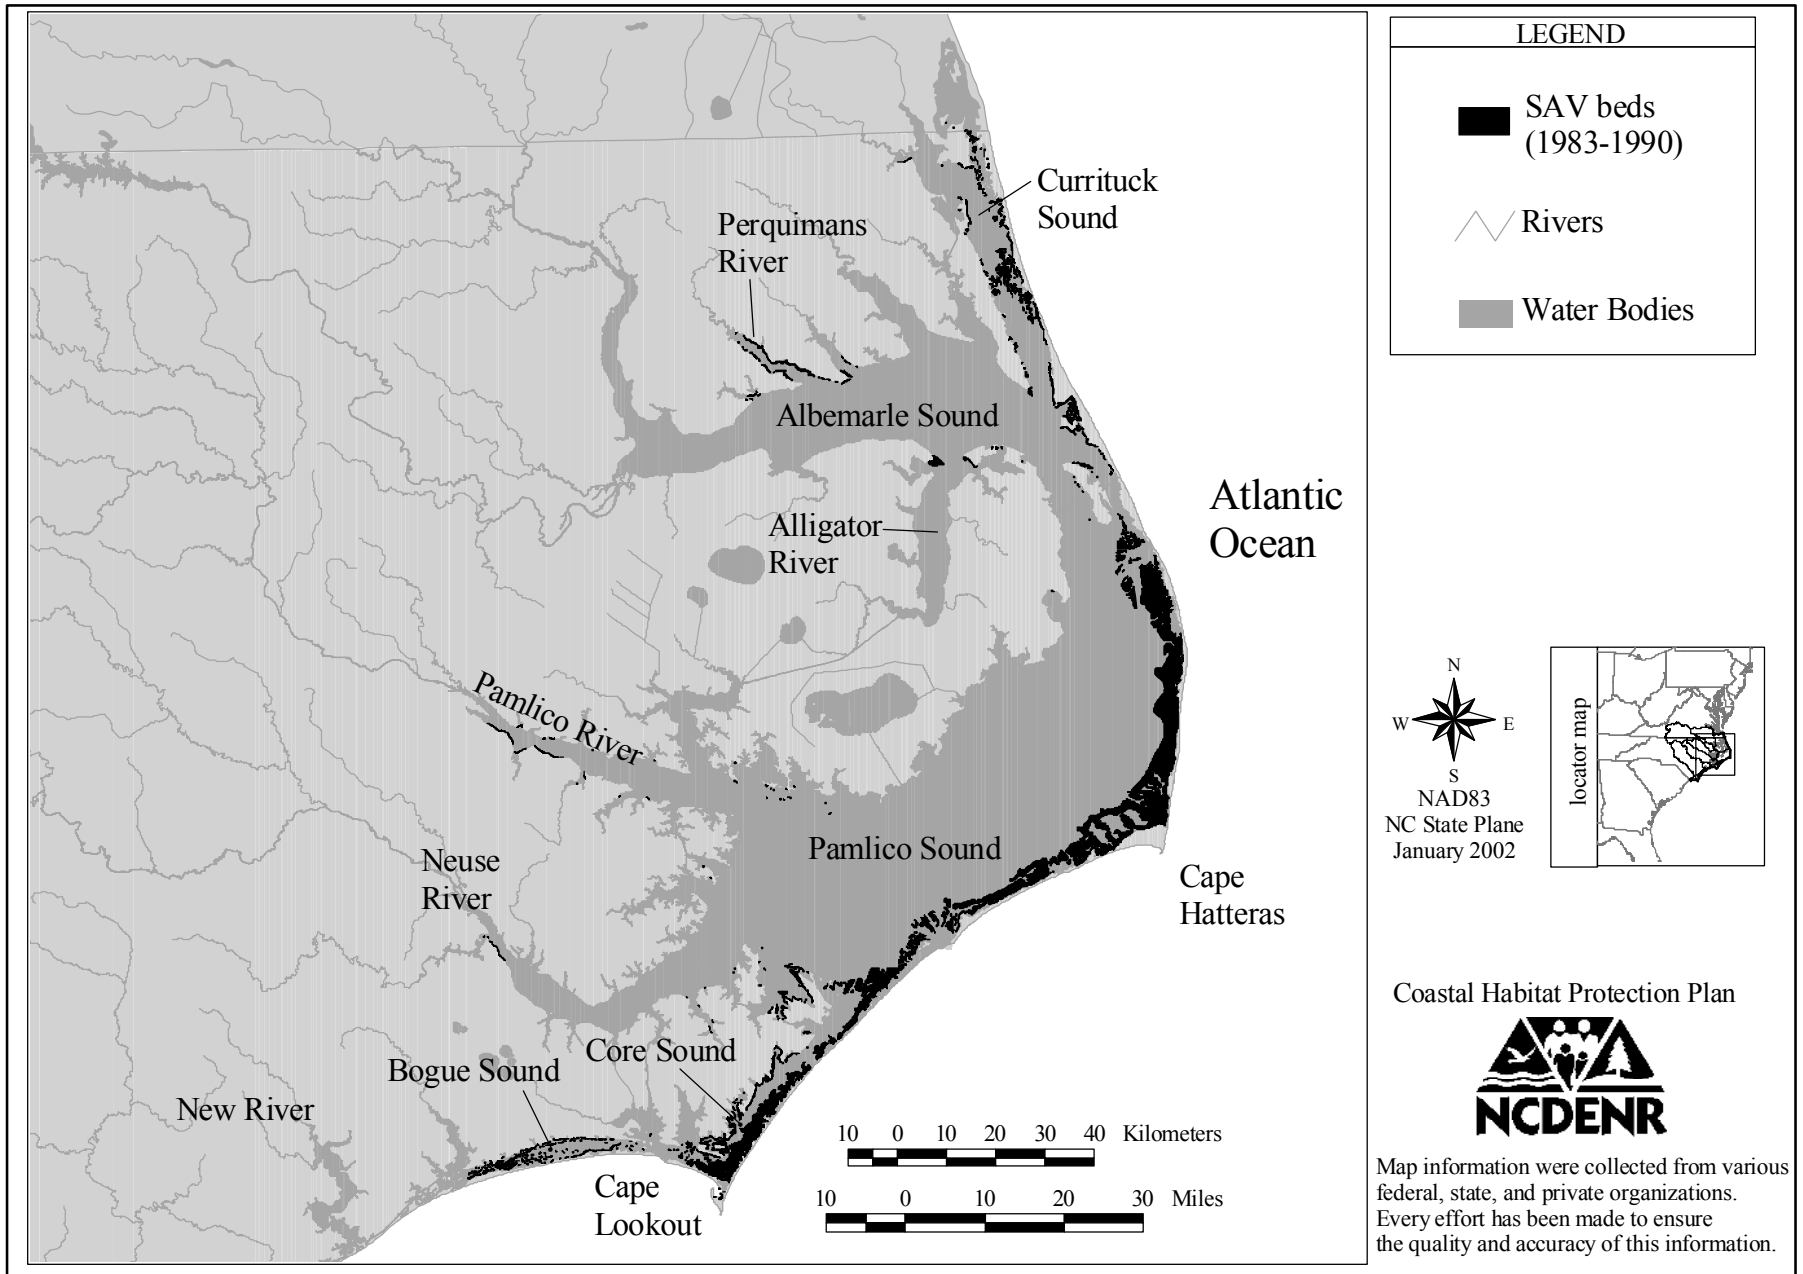 LEGEND
SAV beds
(1983-1990)
Rivers
Water Bodies
Currituck
Sound
Perquimans
River
Albemarle Sound
Atlantic
Ocean
Alligator
River
Pamlico River
Pamlico Sound
Neuse
River
Cape
Hatteras
Core Sound
Bogue Sound
New River
Cape
Lookout
10 0 10 20 30 40 Kilometers
10 0 10 20 30 Miles
N
W E
S
NAD83
NC State Plane
January 2002
locator map
Coastal Habitat Protection Plan
NCDENR
Map information were collected from various
federal, state, and private organizations.
Every effort has been made to ensure
the quality and accuracy of this information.